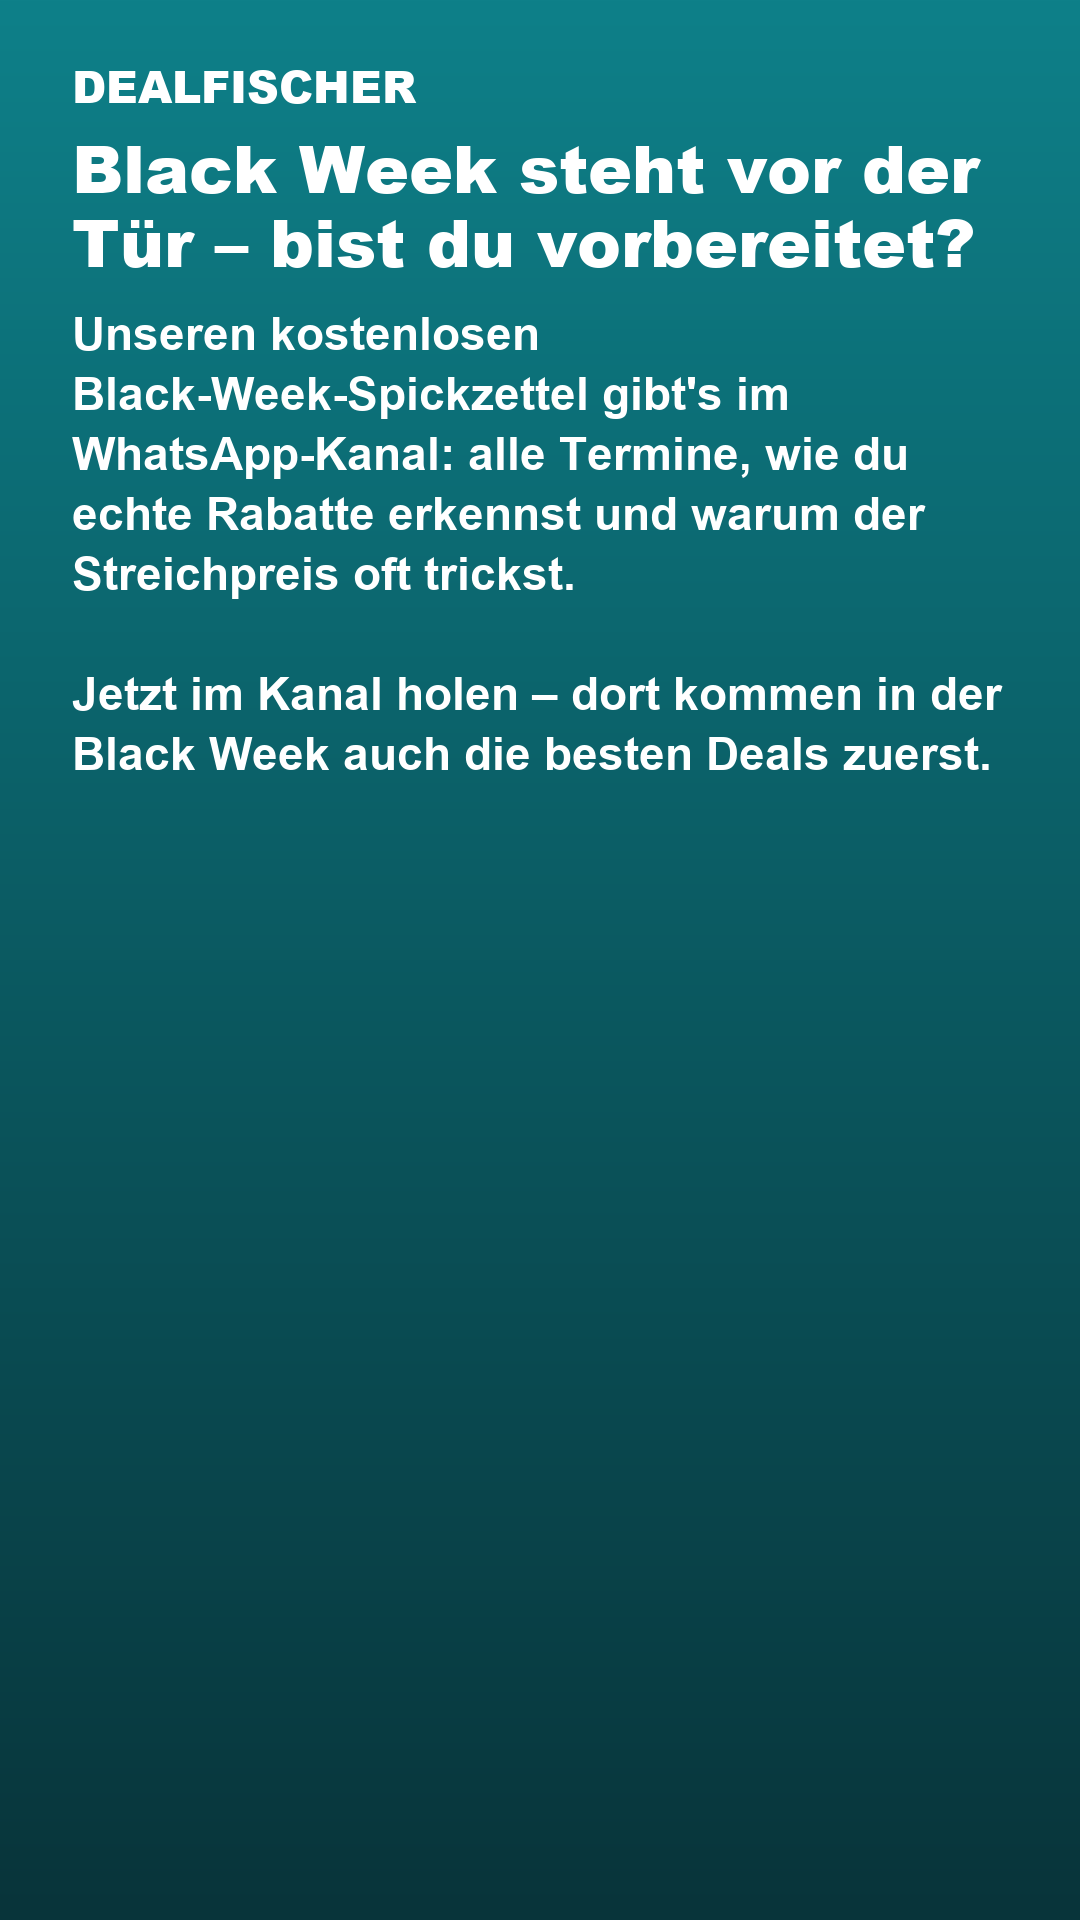 DEALFISCHER
Black Week steht vor der
Tür – bist du vorbereitet?
Unseren kostenlosen
Black-Week-Spickzettel gibt's im
WhatsApp-Kanal: alle Termine, wie du
echte Rabatte erkennst und warum der
Streichpreis oft trickst.
Jetzt im Kanal holen – dort kommen in der
Black Week auch die besten Deals zuerst.